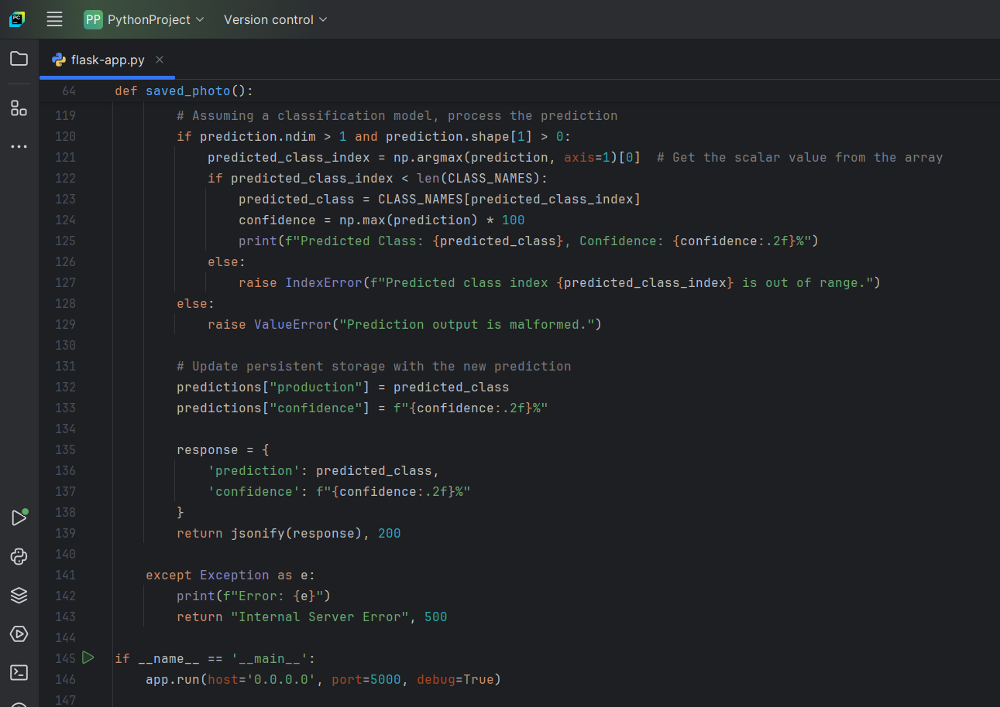 PC
PP PythonProject Version control
flask-app.py
64 def saved_photo():
119 # Assuming a classification model, process the prediction
120 if prediction.ndim > 1 and prediction.shape[1] > 0:
121 predicted_class_index = np.argmax(prediction, axis=1)[0]  # Get the scalar value from the array
122 if predicted_class_index < len(CLASS_NAMES):
123 predicted_class = CLASS_NAMES[predicted_class_index]
124 confidence = np.max(prediction) * 100
125 print(f"Predicted Class: {predicted_class}, Confidence: {confidence:.2f}%")
126 else:
127 raise IndexError(f"Predicted class index {predicted_class_index} is out of range.")
128 else:
129 raise ValueError("Prediction output is malformed.")
130
131 # Update persistent storage with the new prediction
132 predictions["production"] = predicted_class
133 predictions["confidence"] = f"{confidence:.2f}%"
134
135 response = {
136 'prediction': predicted_class,
137 'confidence': f"{confidence:.2f}%"
138 }
139 return jsonify(response), 200
140
141 except Exception as e:
142 print(f"Error: {e}")
143 return "Internal Server Error", 500
144
145 if __name__ == '__main__':
146 app.run(host='0.0.0.0', port=5000, debug=True)
147